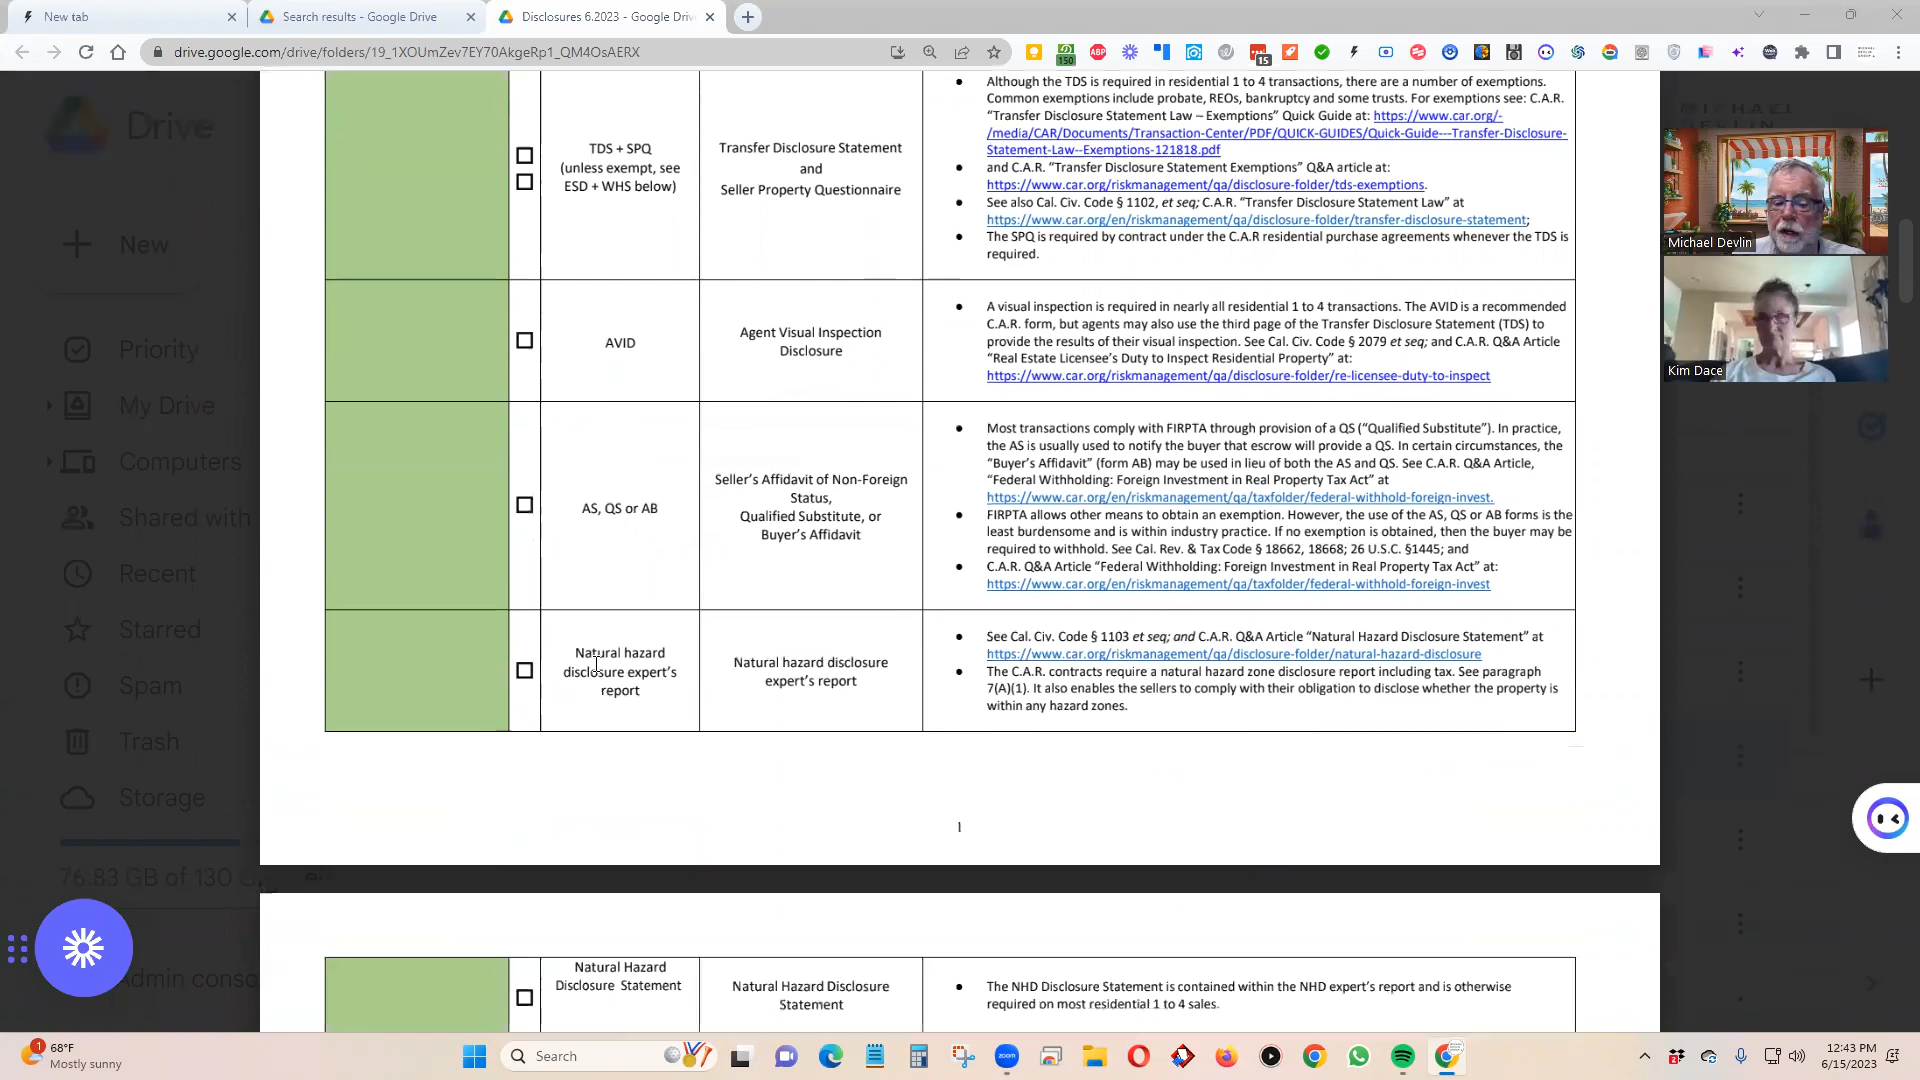 New tab
Search results - Google Drive
Disclosures 6.2023 - Google Driv
drive.google.com/drive/folders/19_1XOUmZev7EY70AkgeRp1_QM4OsAERX
150
ABP
15
Drive
New
Priority
My Drive
Computers
Shared with
Recent
Starred
Spam
Trash
Storage
76.83 GB of 130
Admin conso
TDS + SPQ
(unless exempt, see
ESD + WHS below)
Transfer Disclosure Statement
and
Seller Property Questionnaire
• Although the TDS is required in residential 1 to 4 transactions, there are a number of exemptions.
Common exemptions include probate, REOs, bankruptcy and some trusts. For exemptions see: C.A.R.
“Transfer Disclosure Statement Law – Exemptions” Quick Guide at: https://www.car.org/-
/media/CAR/Documents/Transaction-Center/PDF/QUICK-GUIDES/Quick-Guide---Transfer-Disclosure-
Statement-Law--Exemptions-121818.pdf
• and C.A.R. “Transfer Disclosure Statement Exemptions” Q&A article at:
https://www.car.org/riskmanagement/qa/disclosure-folder/tds-exemptions.
• See also Cal. Civ. Code § 1102, et seq; C.A.R. “Transfer Disclosure Statement Law” at
https://www.car.org/en/riskmanagement/qa/disclosure-folder/transfer-disclosure-statement;
• The SPQ is required by contract under the C.A.R residential purchase agreements whenever the TDS is
required.
AVID
Agent Visual Inspection
Disclosure
• A visual inspection is required in nearly all residential 1 to 4 transactions. The AVID is a recommended
C.A.R. form, but agents may also use the third page of the Transfer Disclosure Statement (TDS) to
provide the results of their visual inspection. See Cal. Civ. Code § 2079 et seq; and C.A.R. Q&A Article
“Real Estate Licensee’s Duty to Inspect Residential Property” at:
https://www.car.org/riskmanagement/qa/disclosure-folder/re-licensee-duty-to-inspect
AS, QS or AB
Seller’s Affidavit of Non-Foreign
Status,
Qualified Substitute, or
Buyer’s Affidavit
• Most transactions comply with FIRPTA through provision of a QS (“Qualified Substitute”). In practice,
the AS is usually used to notify the buyer that escrow will provide a QS. In certain circumstances, the
“Buyer’s Affidavit” (form AB) may be used in lieu of both the AS and QS. See C.A.R. Q&A Article,
“Federal Withholding: Foreign Investment in Real Property Tax Act” at
https://www.car.org/en/riskmanagement/qa/taxfolder/federal-withhold-foreign-invest.
• FIRPTA allows other means to obtain an exemption. However, the use of the AS, QS or AB forms is the
least burdensome and is within industry practice. If no exemption is obtained, then the buyer may be
required to withhold. See Cal. Rev. & Tax Code § 18662, 18668; 26 U.S.C. §1445; and
• C.A.R. Q&A Article “Federal Withholding: Foreign Investment in Real Property Tax Act” at:
https://www.car.org/en/riskmanagement/qa/taxfolder/federal-withhold-foreign-invest
Natural hazard
disclosure expert’s
report
Natural hazard disclosure
expert’s report
• See Cal. Civ. Code § 1103 et seq; and C.A.R. Q&A Article “Natural Hazard Disclosure Statement” at
https://www.car.org/riskmanagement/qa/disclosure-folder/natural-hazard-disclosure
• The C.A.R. contracts require a natural hazard zone disclosure report including tax. See paragraph
7(A)(1). It also enables the sellers to comply with their obligation to disclose whether the property is
within any hazard zones.
1
Natural Hazard
Disclosure Statement
Natural Hazard Disclosure
Statement
• The NHD Disclosure Statement is contained within the NHD expert’s report and is otherwise
required on most residential 1 to 4 sales.
Michael Devlin
Kim Dace
1
68°F
Mostly sunny
Search
zoom
12:43 PM
6/15/2023